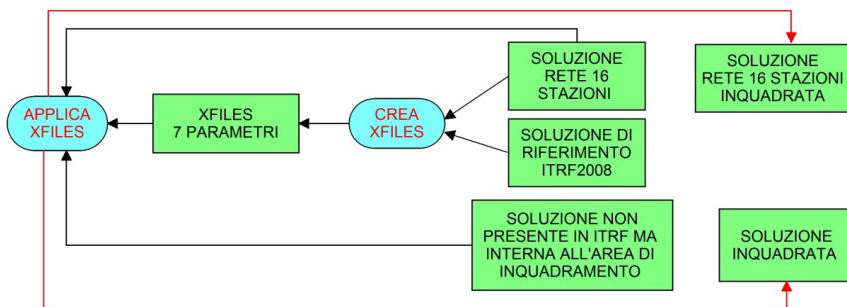 APPLICA
XFILES
XFILES
7 PARAMETRI
CREA
XFILES
SOLUZIONE
RETE 16
STAZIONI
SOLUZIONE DI
RIFERIMENTO
ITRF2008
SOLUZIONE NON
PRESENTE IN ITRF MA
INTERNA ALL'AREA DI
INQUADRAMENTO
SOLUZIONE
RETE 16 STAZIONI
INQUADRATA
SOLUZIONE
INQUADRATA